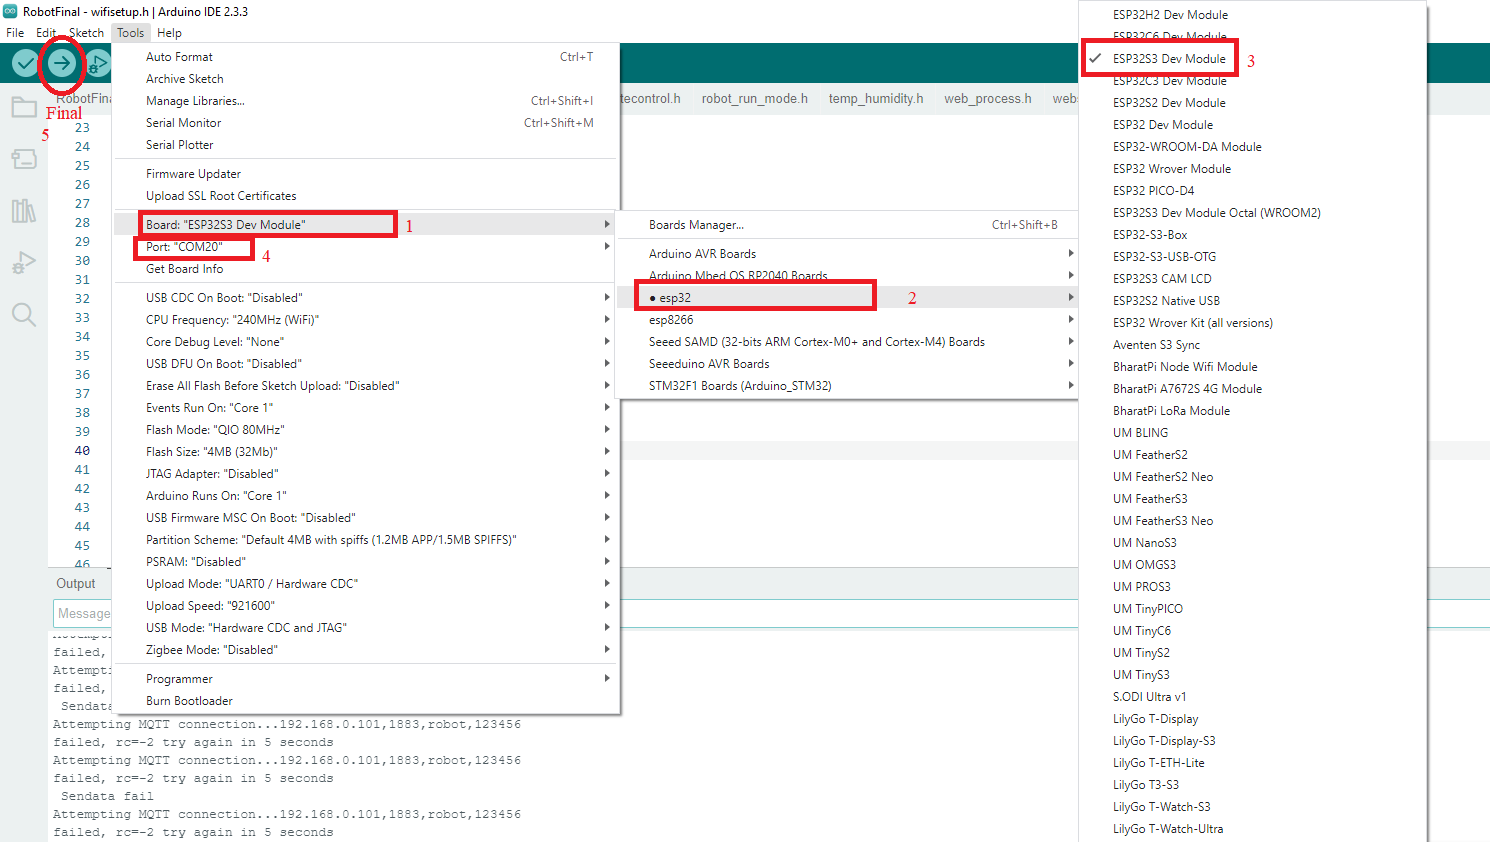 RobotFinal - wifisetup.h | Arduino IDE 2.3.3
File Edit Sketch Tools Help
Final
5
RobotFina
tecontrol.h robot_run_mode.h temp_humidity.h web_process.h webs
23
24
25
26
27
28
29
30
31
32
33
34
35
36
37
38
39
40
41
42
43
44
45
46
Auto Format Ctrl+T
Archive Sketch
Manage Libraries... Ctrl+Shift+I
Serial Monitor Ctrl+Shift+M
Serial Plotter
Firmware Updater
Upload SSL Root Certificates
Board: "ESP32S3 Dev Module" 1
Port: "COM20" 4
Get Board Info
USB CDC On Boot: "Disabled"
CPU Frequency: "240MHz (WiFi)"
Core Debug Level: "None"
USB DFU On Boot: "Disabled"
Erase All Flash Before Sketch Upload: "Disabled"
Events Run On: "Core 1"
Flash Mode: "QIO 80MHz"
Flash Size: "4MB (32Mb)"
JTAG Adapter: "Disabled"
Arduino Runs On: "Core 1"
USB Firmware MSC On Boot: "Disabled"
Partition Scheme: "Default 4MB with spiffs (1.2MB APP/1.5MB SPIFFS)"
PSRAM: "Disabled"
Upload Mode: "UART0 / Hardware CDC"
Upload Speed: "921600"
USB Mode: "Hardware CDC and JTAG"
Zigbee Mode: "Disabled"
Programmer
Burn Bootloader
Boards Manager... Ctrl+Shift+B
Arduino AVR Boards
Arduino Mbed OS RP2040 Boards
● esp32 2
esp8266
Seeed SAMD (32-bits ARM Cortex-M0+ and Cortex-M4) Boards
Seeeduino AVR Boards
STM32F1 Boards (Arduino_STM32)
ESP32H2 Dev Module
ESP32C6 Dev Module
ESP32S3 Dev Module 3
ESP32C3 Dev Module
ESP32S2 Dev Module
ESP32 Dev Module
ESP32-WROOM-DA Module
ESP32 Wrover Module
ESP32 PICO-D4
ESP32S3 Dev Module Octal (WROOM2)
ESP32-S3-Box
ESP32-S3-USB-OTG
ESP32S3 CAM LCD
ESP32S2 Native USB
ESP32 Wrover Kit (all versions)
Aventen S3 Sync
BharatPi Node Wifi Module
BharatPi A7672S 4G Module
BharatPi LoRa Module
UM BLING
UM FeatherS2
UM FeatherS2 Neo
UM FeatherS3
UM FeatherS3 Neo
UM NanoS3
UM OMGS3
UM PROS3
UM TinyPICO
UM TinyC6
UM TinyS2
UM TinyS3
S.ODI Ultra v1
LilyGo T-Display
LilyGo T-Display-S3
LilyGo T-ETH-Lite
LilyGo T3-S3
LilyGo T-Watch-S3
LilyGo T-Watch-Ultra
Output
Message
failed,
Attempti
failed,
Sendata
Attempting MQTT connection...192.168.0.101,1883,robot,123456
failed, rc=-2 try again in 5 seconds
Attempting MQTT connection...192.168.0.101,1883,robot,123456
failed, rc=-2 try again in 5 seconds
Sendata fail
Attempting MQTT connection...192.168.0.101,1883,robot,123456
failed, rc=-2 try again in 5 seconds